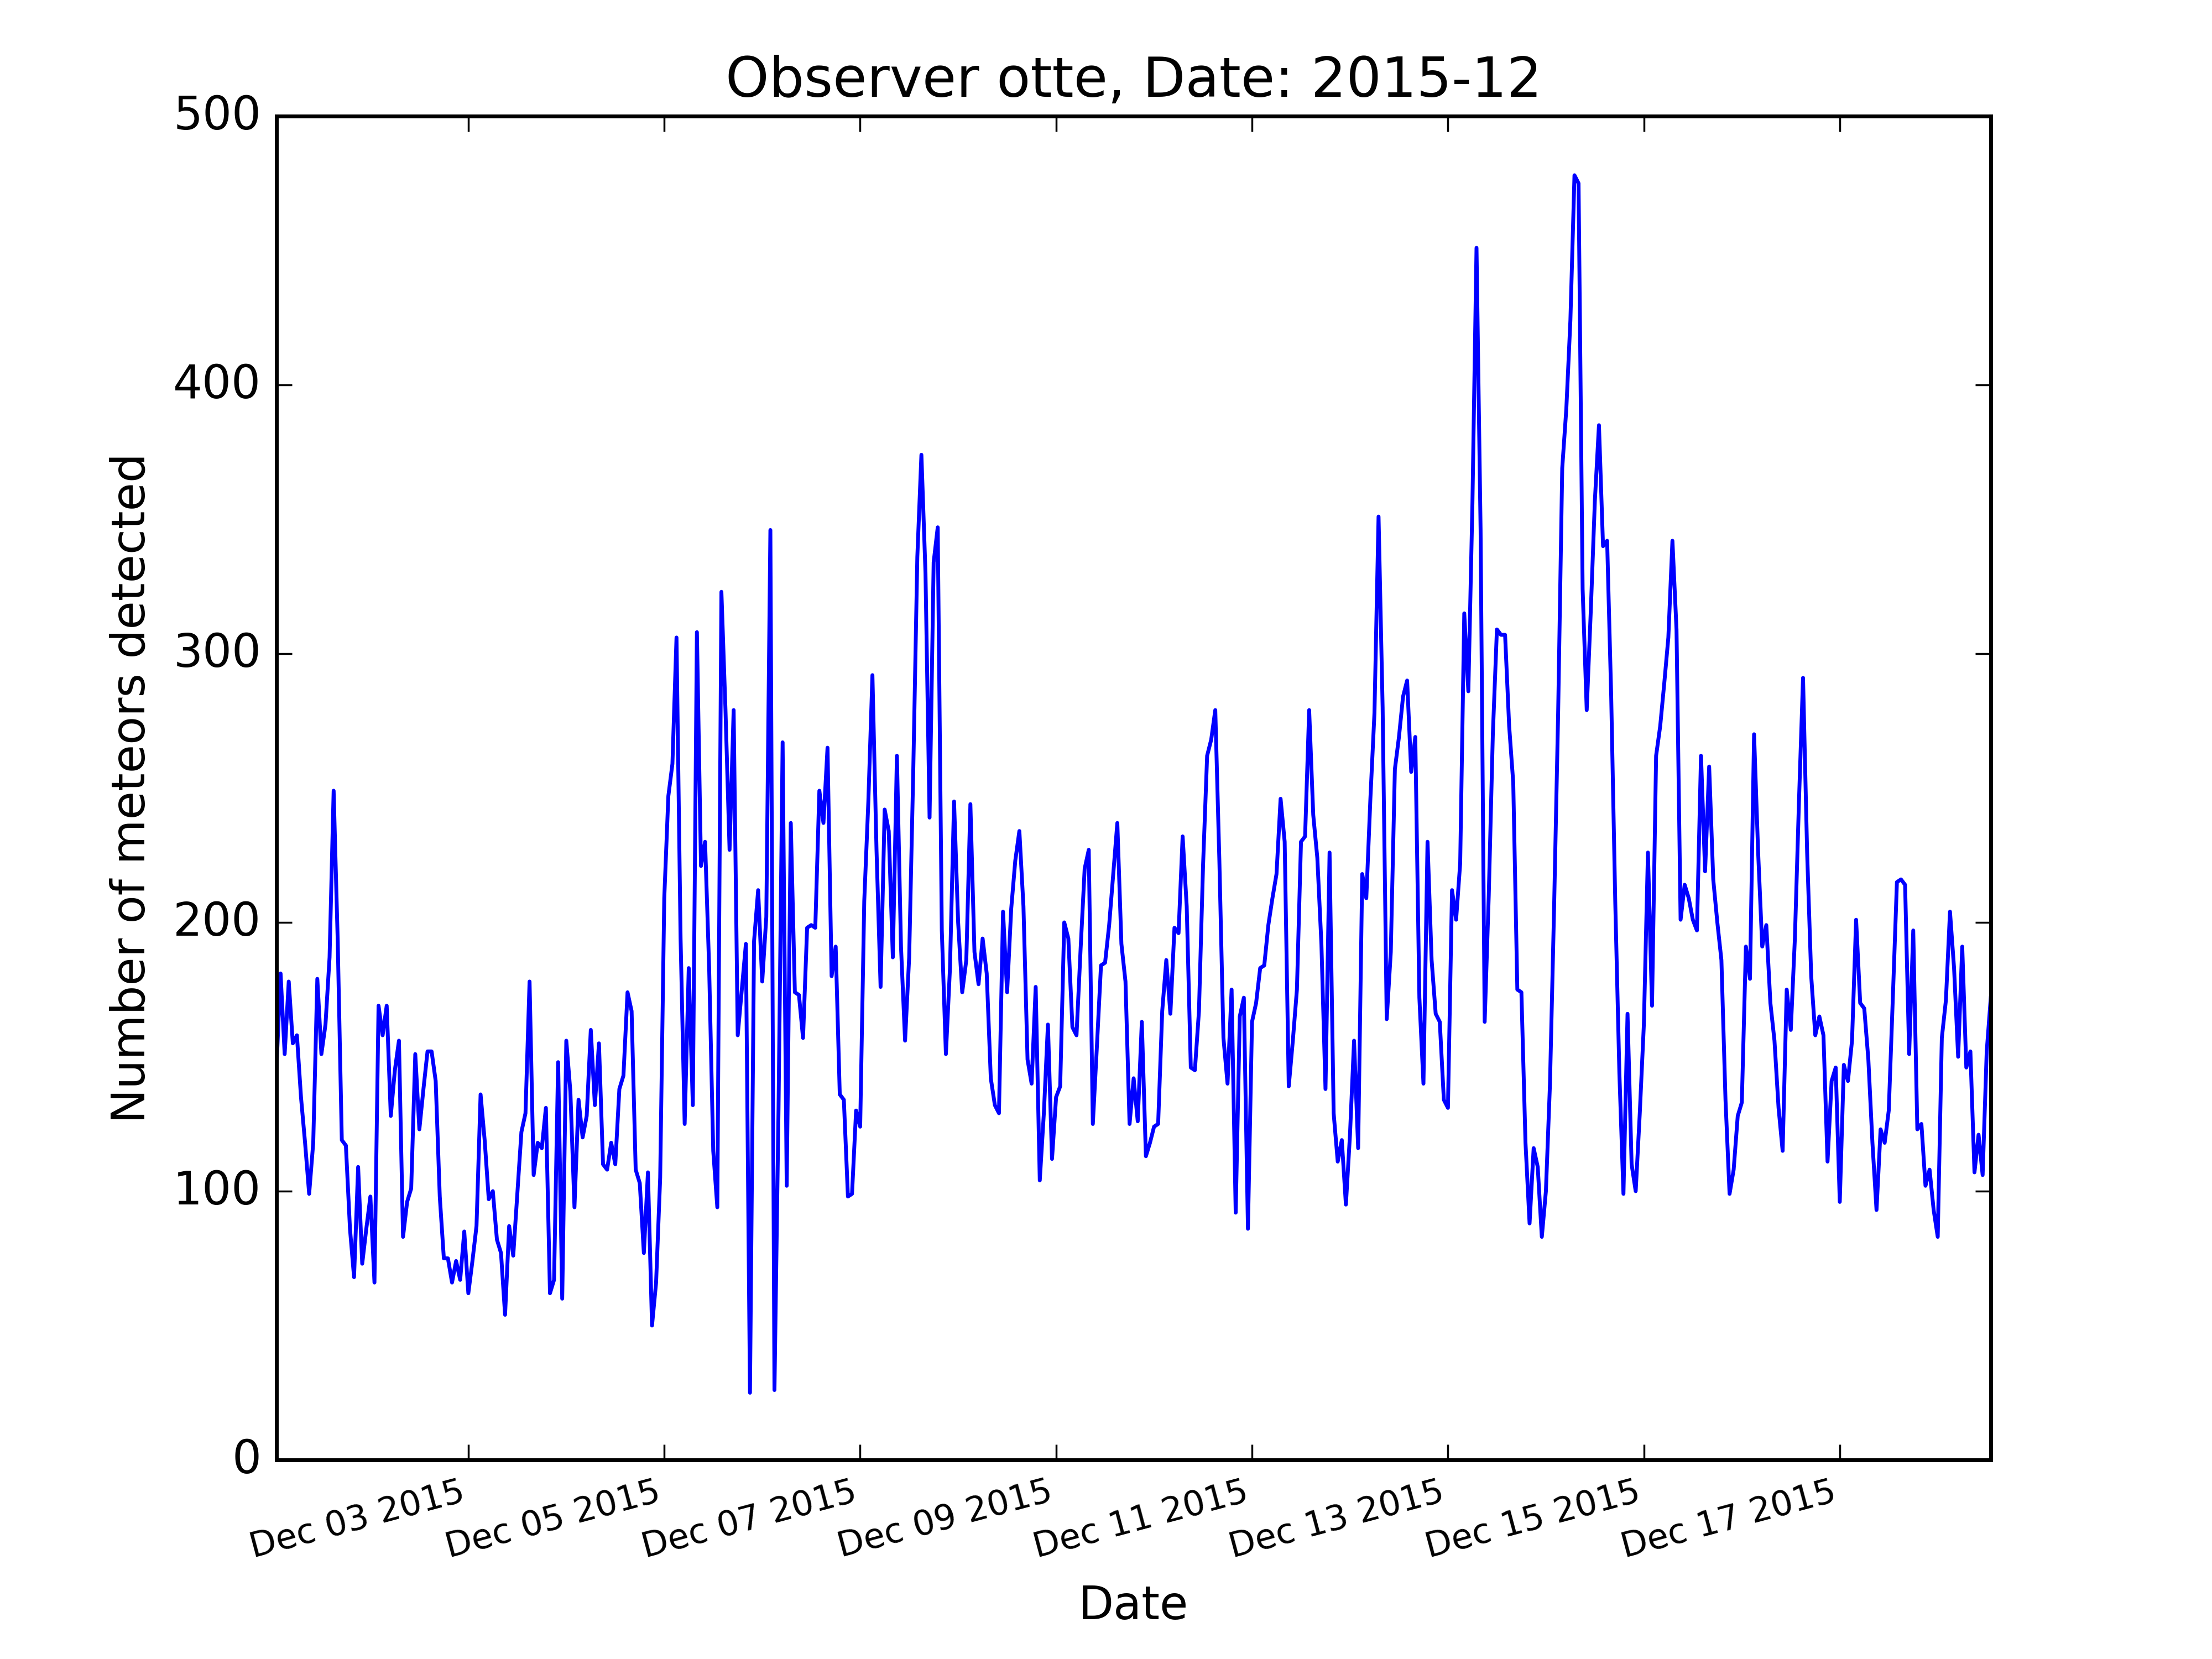 Observer otte, Date: 2015-12
500
400
300
200
100
0
Number of meteors detected
Dec 03 2015
Dec 05 2015
Dec 07 2015
Dec 09 2015
Dec 11 2015
Dec 13 2015
Dec 15 2015
Dec 17 2015
Date